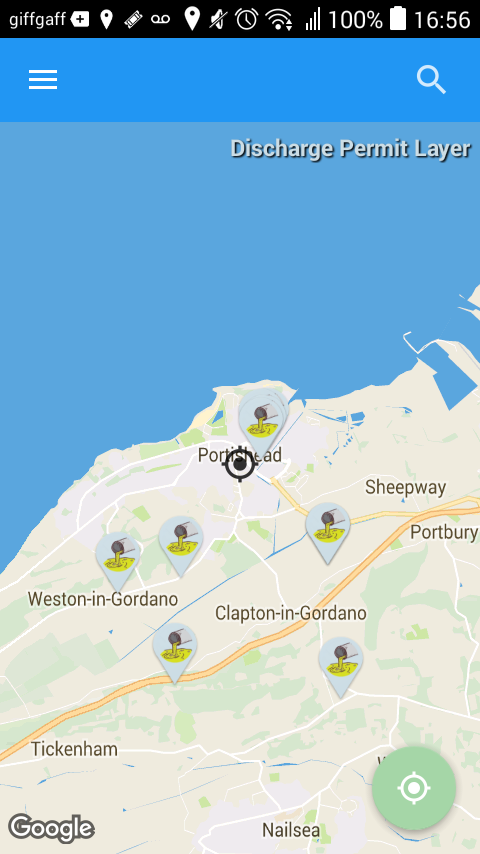 giffgaff 100% 16:56
Discharge Permit Layer
Portishead
Sheepway
Portbury
Weston-in-Gordano
Clapton-in-Gordano
Tickenham
Google
Nailsea